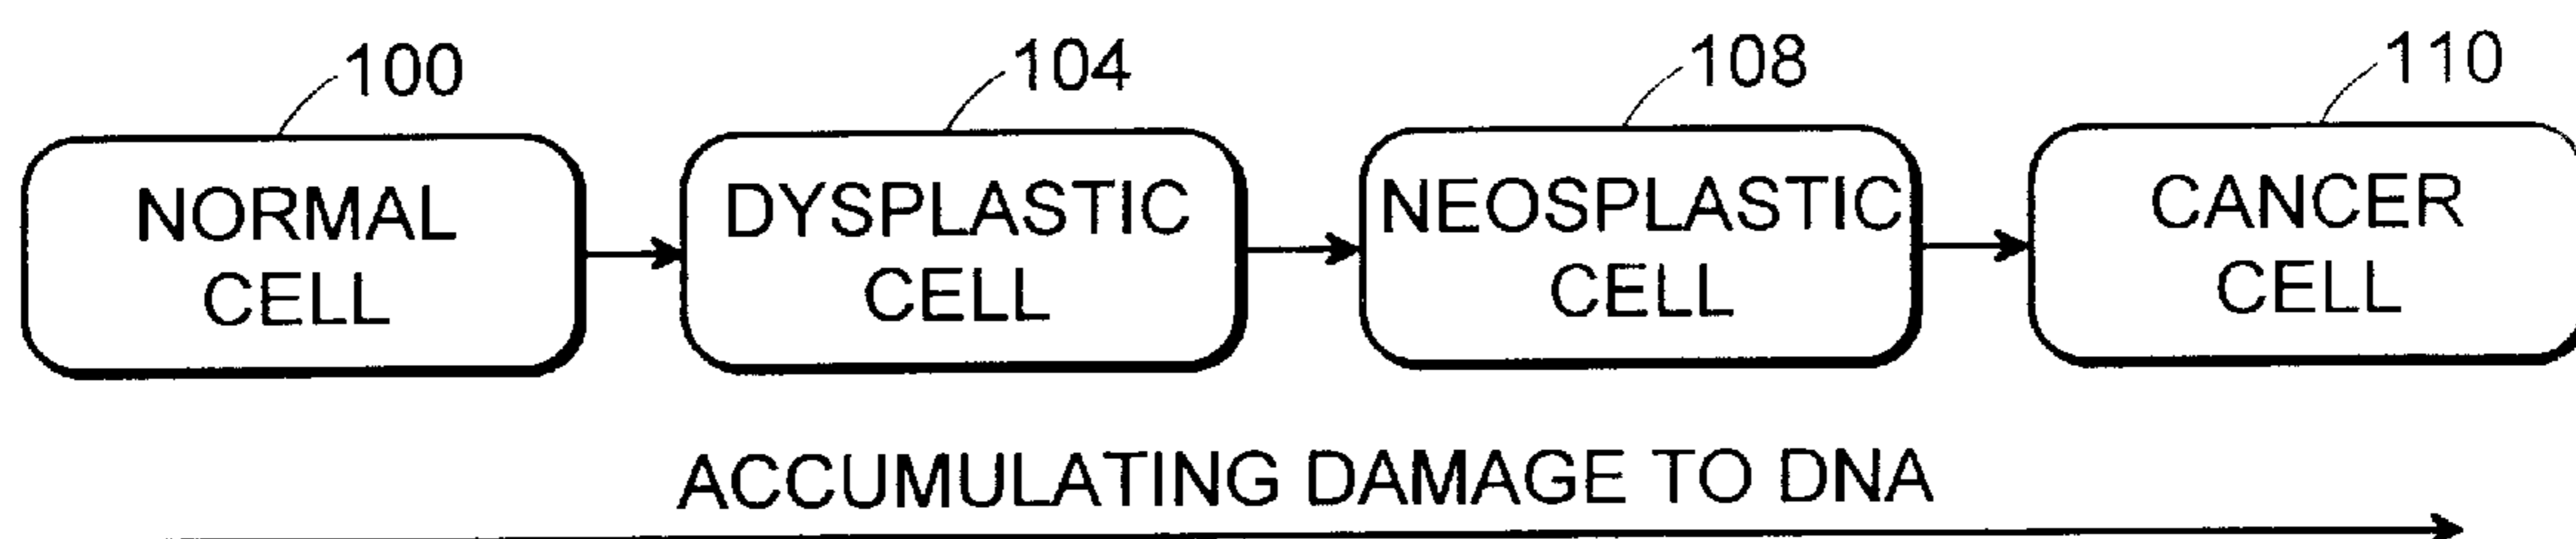 100
104
108
110
NORMAL
CELL
DYSPLASTIC
CELL
NEOSPLASTIC
CELL
CANCER
CELL
ACCUMULATING DAMAGE TO DNA